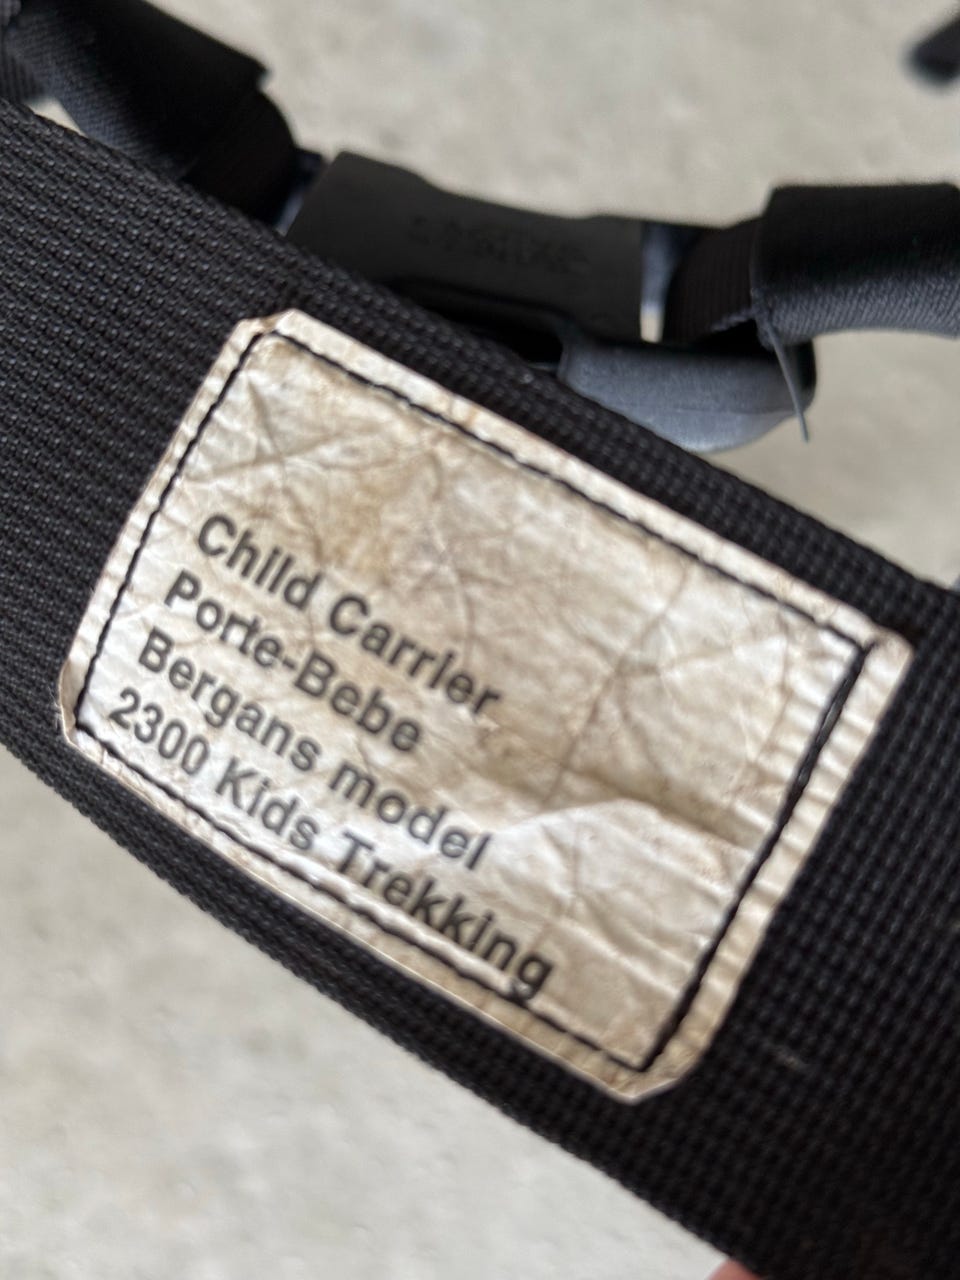 Child Carrier
Porte-Bebe
Bergans model
2300 Kids Trekking